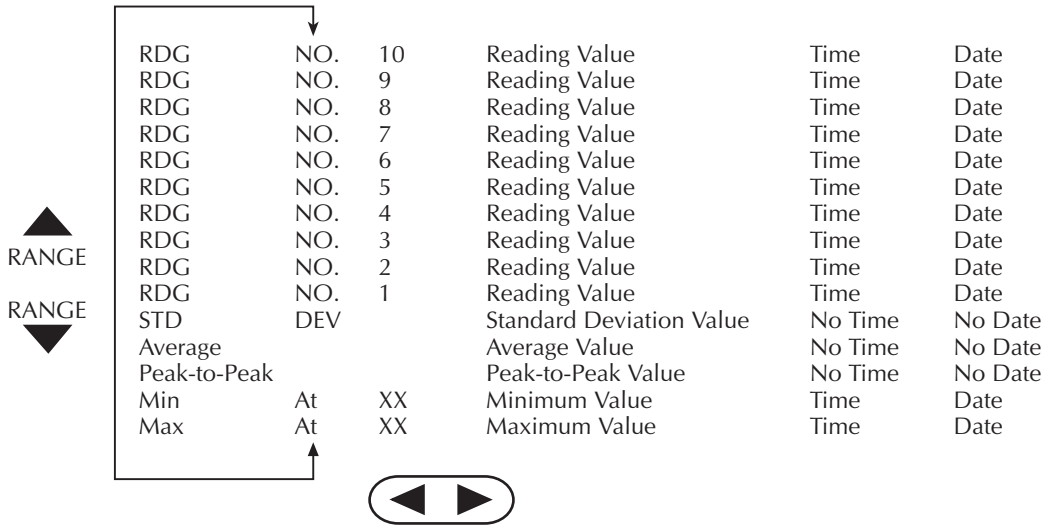 RDG NO. 10 Reading Value Time Date
RDG NO. 9 Reading Value Time Date
RDG NO. 8 Reading Value Time Date
RDG NO. 7 Reading Value Time Date
RDG NO. 6 Reading Value Time Date
RDG NO. 5 Reading Value Time Date
RDG NO. 4 Reading Value Time Date
RDG NO. 3 Reading Value Time Date
RDG NO. 2 Reading Value Time Date
RDG NO. 1 Reading Value Time Date
STD DEV Standard Deviation Value No Time No Date
Average Average Value No Time No Date
Peak-to-Peak Peak-to-Peak Value No Time No Date
Min At XX Minimum Value Time Date
Max At XX Maximum Value Time Date
RANGE
RANGE